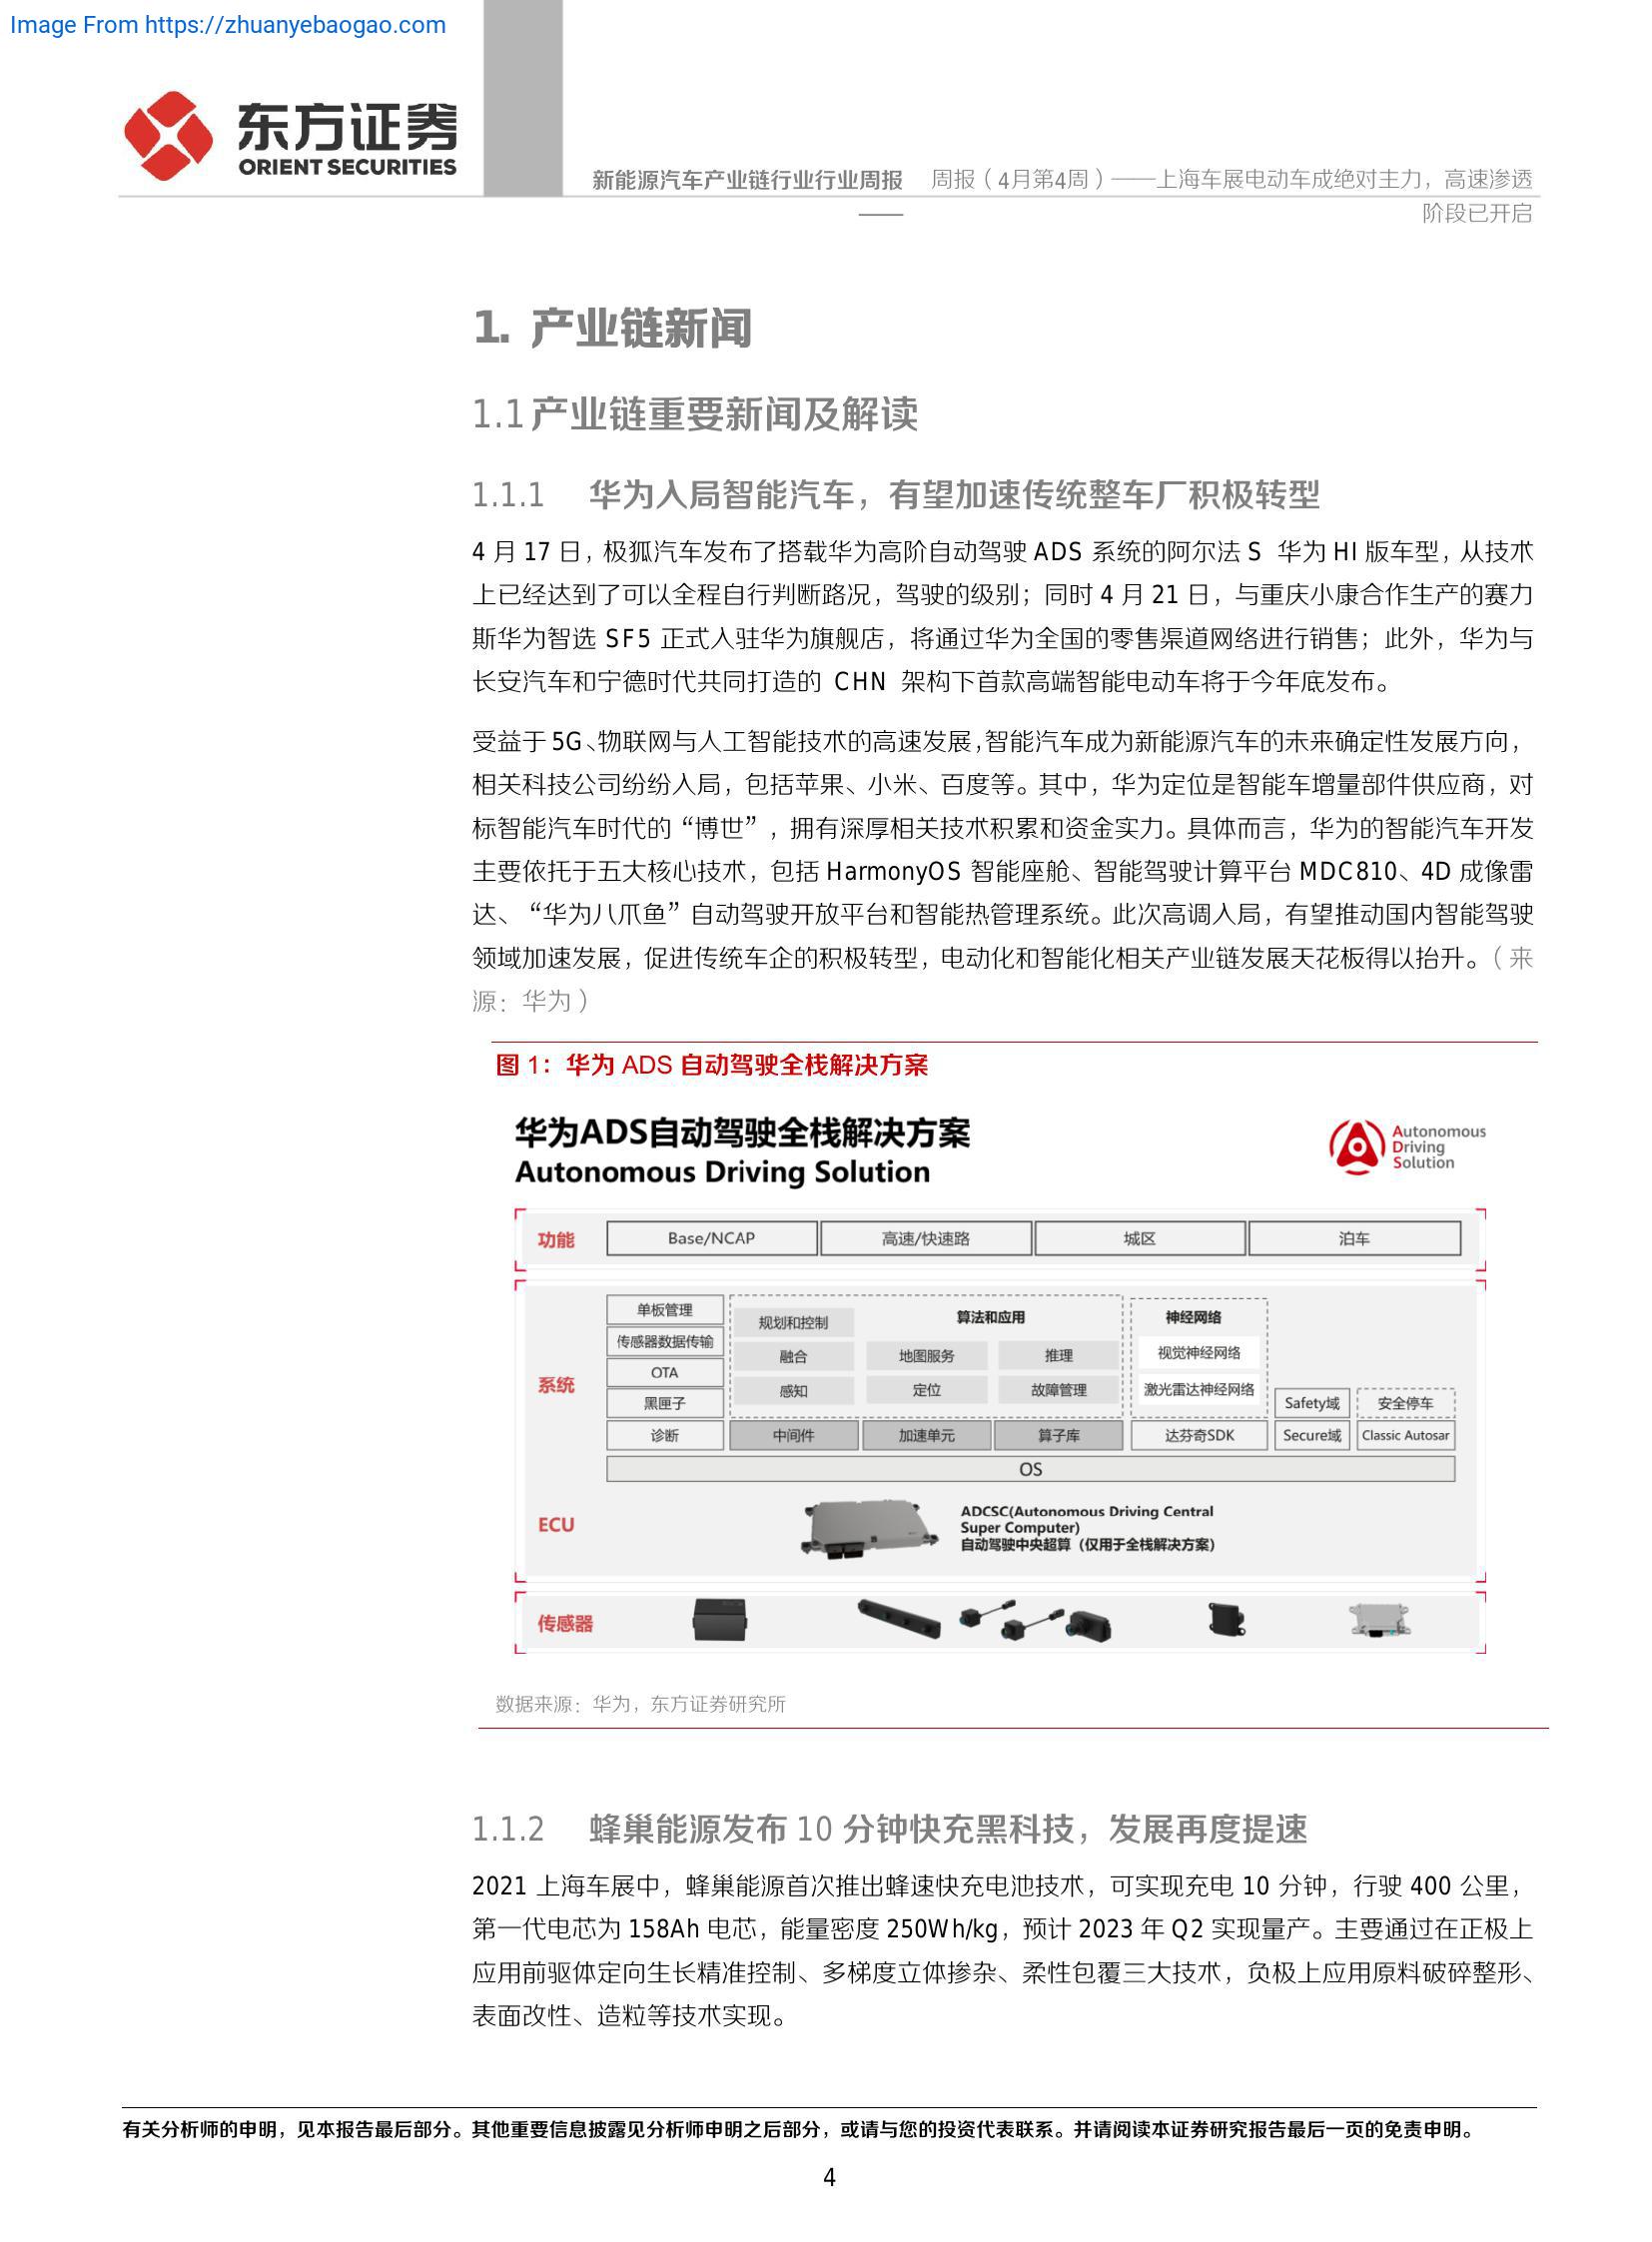 Image From https://zhuanyebaogao.com
东方证券
ORIENT SECURITIES
新能源汽车产业链行业行业周报 周报（4月第4周）——上海车展电动车成绝对主力，高速渗透
——
阶段已开启
1. 产业链新闻
1.1产业链重要新闻及解读
1.1.1 华为入局智能汽车，有望加速传统整车厂积极转型
4 月 17 日，极狐汽车发布了搭载华为高阶自动驾驶 ADS 系统的阿尔法 S 华为 HI 版车型，从技术
上已经达到了可以全程自行判断路况，驾驶的级别；同时 4 月 21 日，与重庆小康合作生产的赛力
斯华为智选 SF5 正式入驻华为旗舰店，将通过华为全国的零售渠道网络进行销售；此外，华为与
长安汽车和宁德时代共同打造的 CHN 架构下首款高端智能电动车将于今年底发布。
受益于 5G、物联网与人工智能技术的高速发展，智能汽车成为新能源汽车的未来确定性发展方向，
相关科技公司纷纷入局，包括苹果、小米、百度等。其中，华为定位是智能车增量部件供应商，对
标智能汽车时代的“博世”，拥有深厚相关技术积累和资金实力。具体而言，华为的智能汽车开发
主要依托于五大核心技术，包括 HarmonyOS 智能座舱、智能驾驶计算平台 MDC810、4D 成像雷
达、“华为八爪鱼”自动驾驶开放平台和智能热管理系统。此次高调入局，有望推动国内智能驾驶
领域加速发展，促进传统车企的积极转型，电动化和智能化相关产业链发展天花板得以抬升。（来
源：华为）
图 1：华为 ADS 自动驾驶全栈解决方案
华为ADS自动驾驶全栈解决方案
Autonomous Driving Solution
Autonomous
Driving
Solution
功能 Base/NCAP 高速/快速路 城区 泊车
系统
单板管理
传感器数据传输
OTA
黑匣子
诊断
算法和应用
规划和控制
融合 地图服务 推理
感知 定位 故障管理
中间件 加速单元 算子库
神经网络
视觉神经网络
激光雷达神经网络
达芬奇SDK
Safety域 安全停车
Secure域 Classic Autosar
OS
ECU
ADCSC(Autonomous Driving Central
Super Computer)
自动驾驶中央超算（仅用于全栈解决方案）
传感器
数据来源：华为，东方证券研究所
1.1.2 蜂巢能源发布 10 分钟快充黑科技，发展再度提速
2021 上海车展中，蜂巢能源首次推出蜂速快充电池技术，可实现充电 10 分钟，行驶 400 公里，
第一代电芯为 158Ah 电芯，能量密度 250Wh/kg，预计 2023 年 Q2 实现量产。主要通过在正极上
应用前驱体定向生长精准控制、多梯度立体掺杂、柔性包覆三大技术，负极上应用原料破碎整形、
表面改性、造粒等技术实现。
有关分析师的申明，见本报告最后部分。其他重要信息披露见分析师申明之后部分，或请与您的投资代表联系。并请阅读本证券研究报告最后一页的免责申明。
4